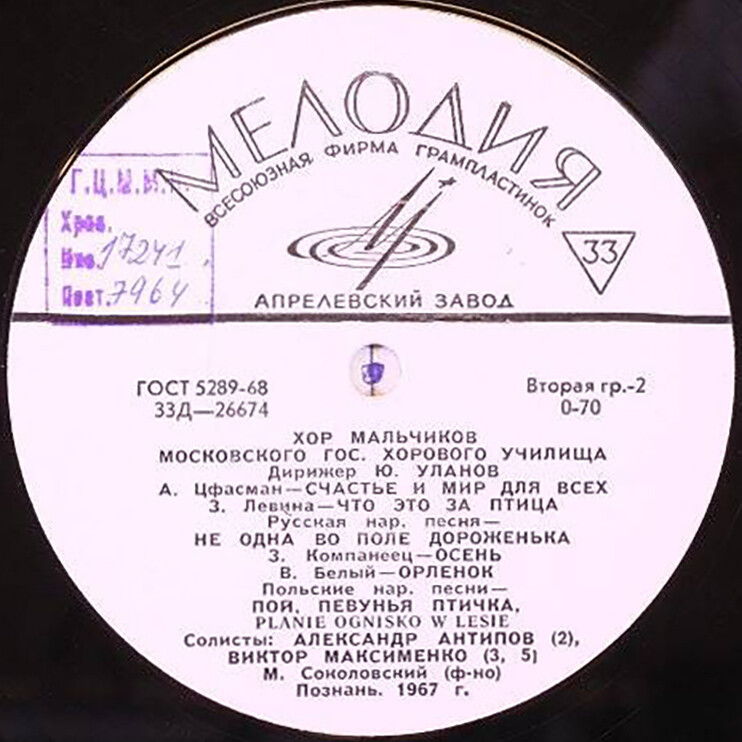 МЕЛОДИЯ
ВСЕСОЮЗНАЯ ФИРМА ГРАМПЛАСТИНОК
33
АПРЕЛЕВСКИЙ ЗАВОД
Г.Ц.М.М.
Хран.
Инв. 17241
Пост. 7964
ГОСТ 5289-68
33Д—26674
Вторая гр.-2
0-70
ХОР МАЛЬЧИКОВ
МОСКОВСКОГО ГОС. ХОРОВОГО УЧИЛИЩА
Дирижер Ю. УЛАНОВ
А. Цфасман—СЧАСТЬЕ И МИР ДЛЯ ВСЕХ
З. Левина—ЧТО ЭТО ЗА ПТИЦА
Русская нар. песня—
НЕ ОДНА ВО ПОЛЕ ДОРОЖЕНЬКА
З. Компанеец—ОСЕНЬ
В. Белый—ОРЛЕНОК
Польские нар. песни—
ПОЙ, ПЕВУНЬЯ ПТИЧКА,
PLANIE OGNISKO W LESIE
Солисты: АЛЕКСАНДР АНТИПОВ (2),
ВИКТОР МАКСИМЕНКО (3, 5)
М. Соколовский (ф-но)
Познань. 1967 г.